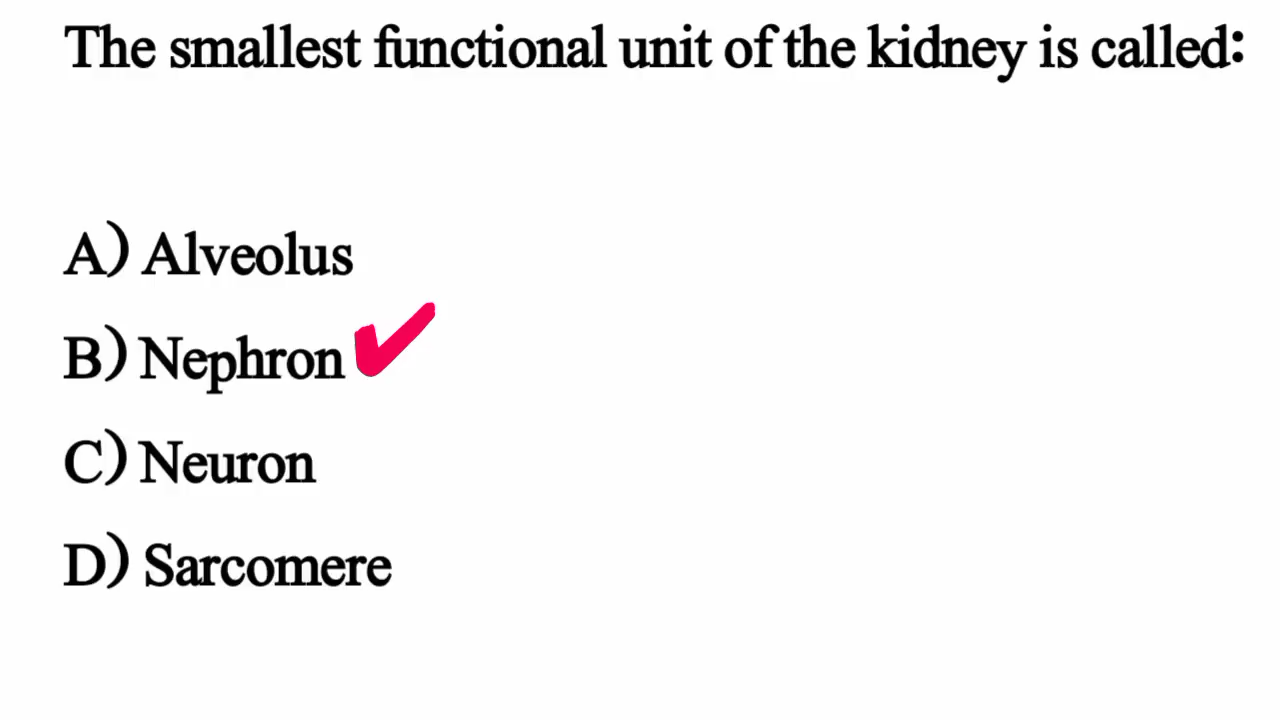 The smallest functional unit of the kidney is called:
A) Alveolus
B) Nephron
C) Neuron
D) Sarcomere